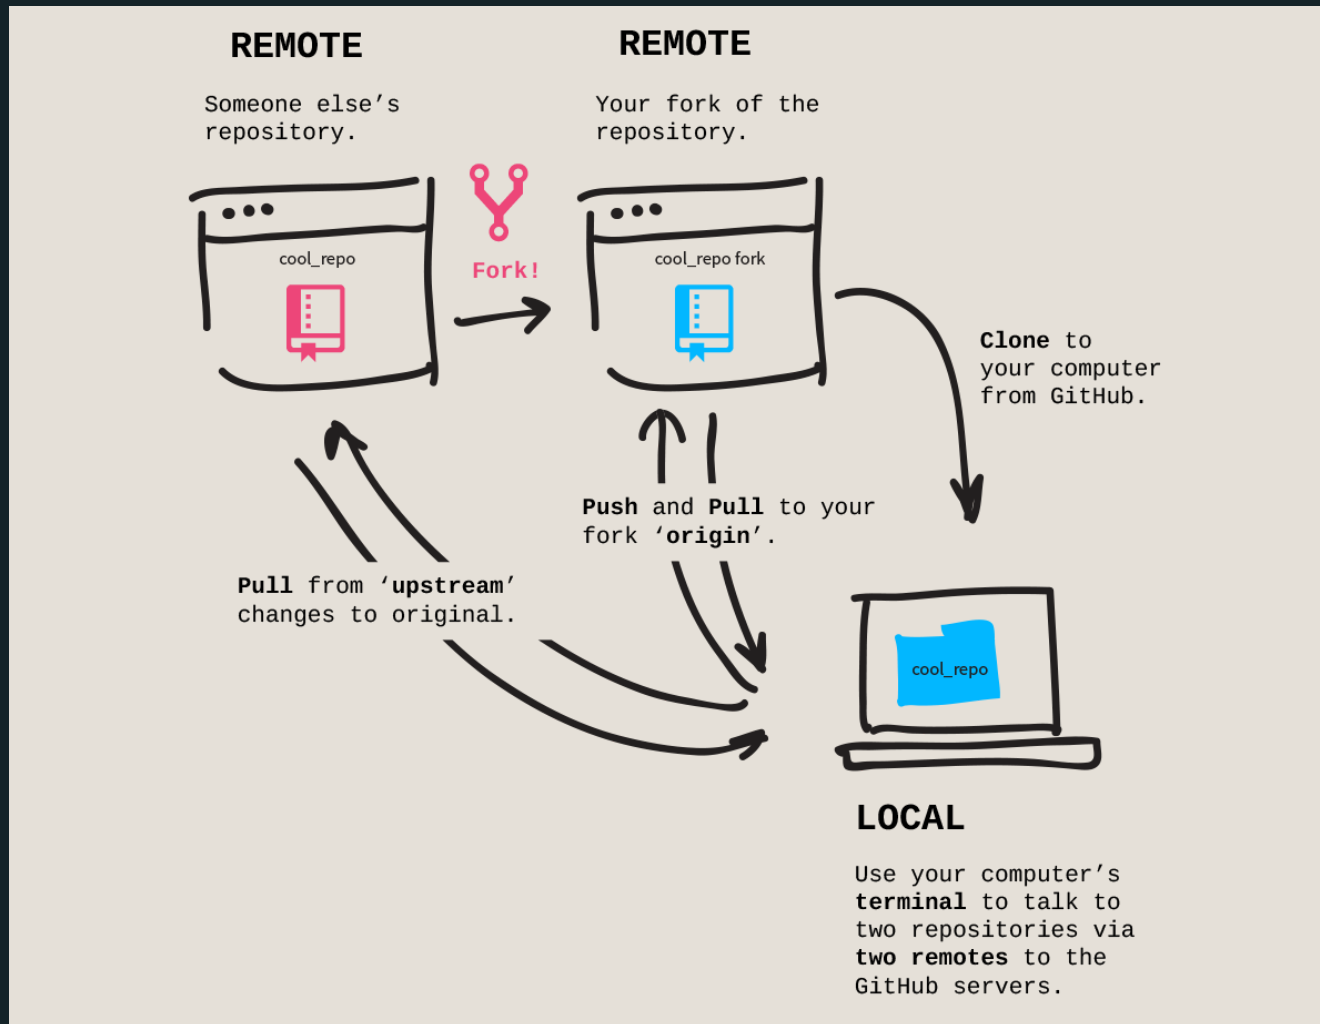 REMOTE
Someone else’s
repository.
REMOTE
Your fork of the
repository.
cool_repo
Fork!
cool_repo fork
Clone to
your computer
from GitHub.
Push and Pull to your
fork ‘origin’.
Pull from ‘upstream’
changes to original.
cool_repo
LOCAL
Use your computer’s
terminal to talk to
two repositories via
two remotes to the
GitHub servers.